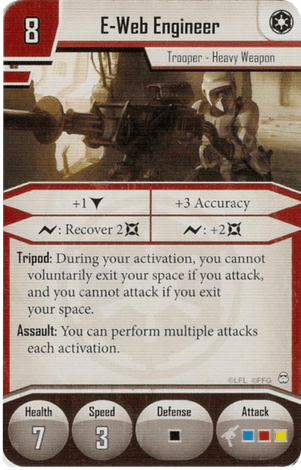 8
E-Web Engineer
Trooper - Heavy Weapon
+1
+3 Accuracy
: Recover 2
: +2
Tripod: During your activation, you cannot
voluntarily exit your space if you attack,
and you cannot attack if you exit
your space.
Assault: You can perform multiple attacks
each activation.
©LFL ©FFG
Health
7
Speed
3
Defense
Attack